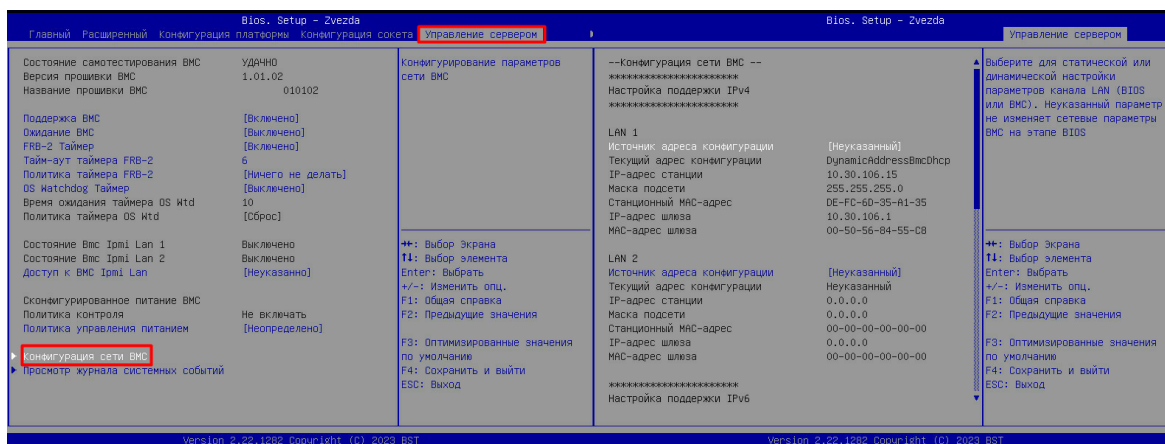 Bios. Setup - Zvezda
Главный Расширенный Конфигурация платформы Конфигурация сокета Управление сервером
Состояние самотестирования BMC УДАЧНО
Версия прошивки BMC 1.01.02
Название прошивки BMC 010102
Поддержка BMC [Включено]
Ожидание BMC [Выключено]
FRB-2 Таймер [Включено]
Тайм-аут таймера FRB-2 6
Политика таймера FRB-2 [Ничего не делать]
OS Watchdog Таймер [Выключено]
Время ожидания таймера OS Wtd 10
Политика таймера OS Wtd [Сброс]
Состояние Bmc Ipmi Lan 1 Выключено
Состояние Bmc Ipmi Lan 2 Выключено
Доступ к BMC Ipmi Lan [Неуказанно]
Сконфигурированное питание BMC
Политика контроля Не включать
Политика управления питанием [Неопределено]
Конфигурация сети BMC
Просмотр журнала системных событий
Конфигурирование параметров
сети BMC
→←: Выбор Экрана
↑↓: Выбор элемента
Enter: Выбрать
+/-: Изменить опц.
F1: Общая справка
F2: Предыдущие значения
F3: Оптимизированные значения
по умолчанию
F4: Сохранить и выйти
ESC: Выход
Version 2.22.1282 Copyright (C) 2023 BST
Bios. Setup - Zvezda
Управление сервером
--Конфигурация сети BMC --
***********************
Настройка поддержки IPv4
***********************
LAN 1
Источник адреса конфигурации [Неуказанный]
Текущий адрес конфигурации DynamicAddressBmcDhcp
IP-адрес станции 10.30.106.15
Маска подсети 255.255.255.0
Станционный MAC-адрес DE-FC-6D-35-A1-35
IP-адрес шлюза 10.30.106.1
MAC-адрес шлюза 00-50-56-84-55-C8
LAN 2
Источник адреса конфигурации [Неуказанный]
Текущий адрес конфигурации Неуказанный
IP-адрес станции 0.0.0.0
Маска подсети 0.0.0.0
Станционный MAC-адрес 00-00-00-00-00-00
IP-адрес шлюза 0.0.0.0
MAC-адрес шлюза 00-00-00-00-00-00
***********************
Настройка поддержки IPv6
Выберите для статической или
динамической настройки
параметров канала LAN (BIOS
или BMC). Неуказанный параметр
не изменяет сетевые параметры
BMC на этапе BIOS
→←: Выбор Экрана
↑↓: Выбор элемента
Enter: Выбрать
+/-: Изменить опц.
F1: Общая справка
F2: Предыдущие значения
F3: Оптимизированные значения
по умолчанию
F4: Сохранить и выйти
ESC: Выход
Version 2.22.1282 Copyright (C) 2023 BST